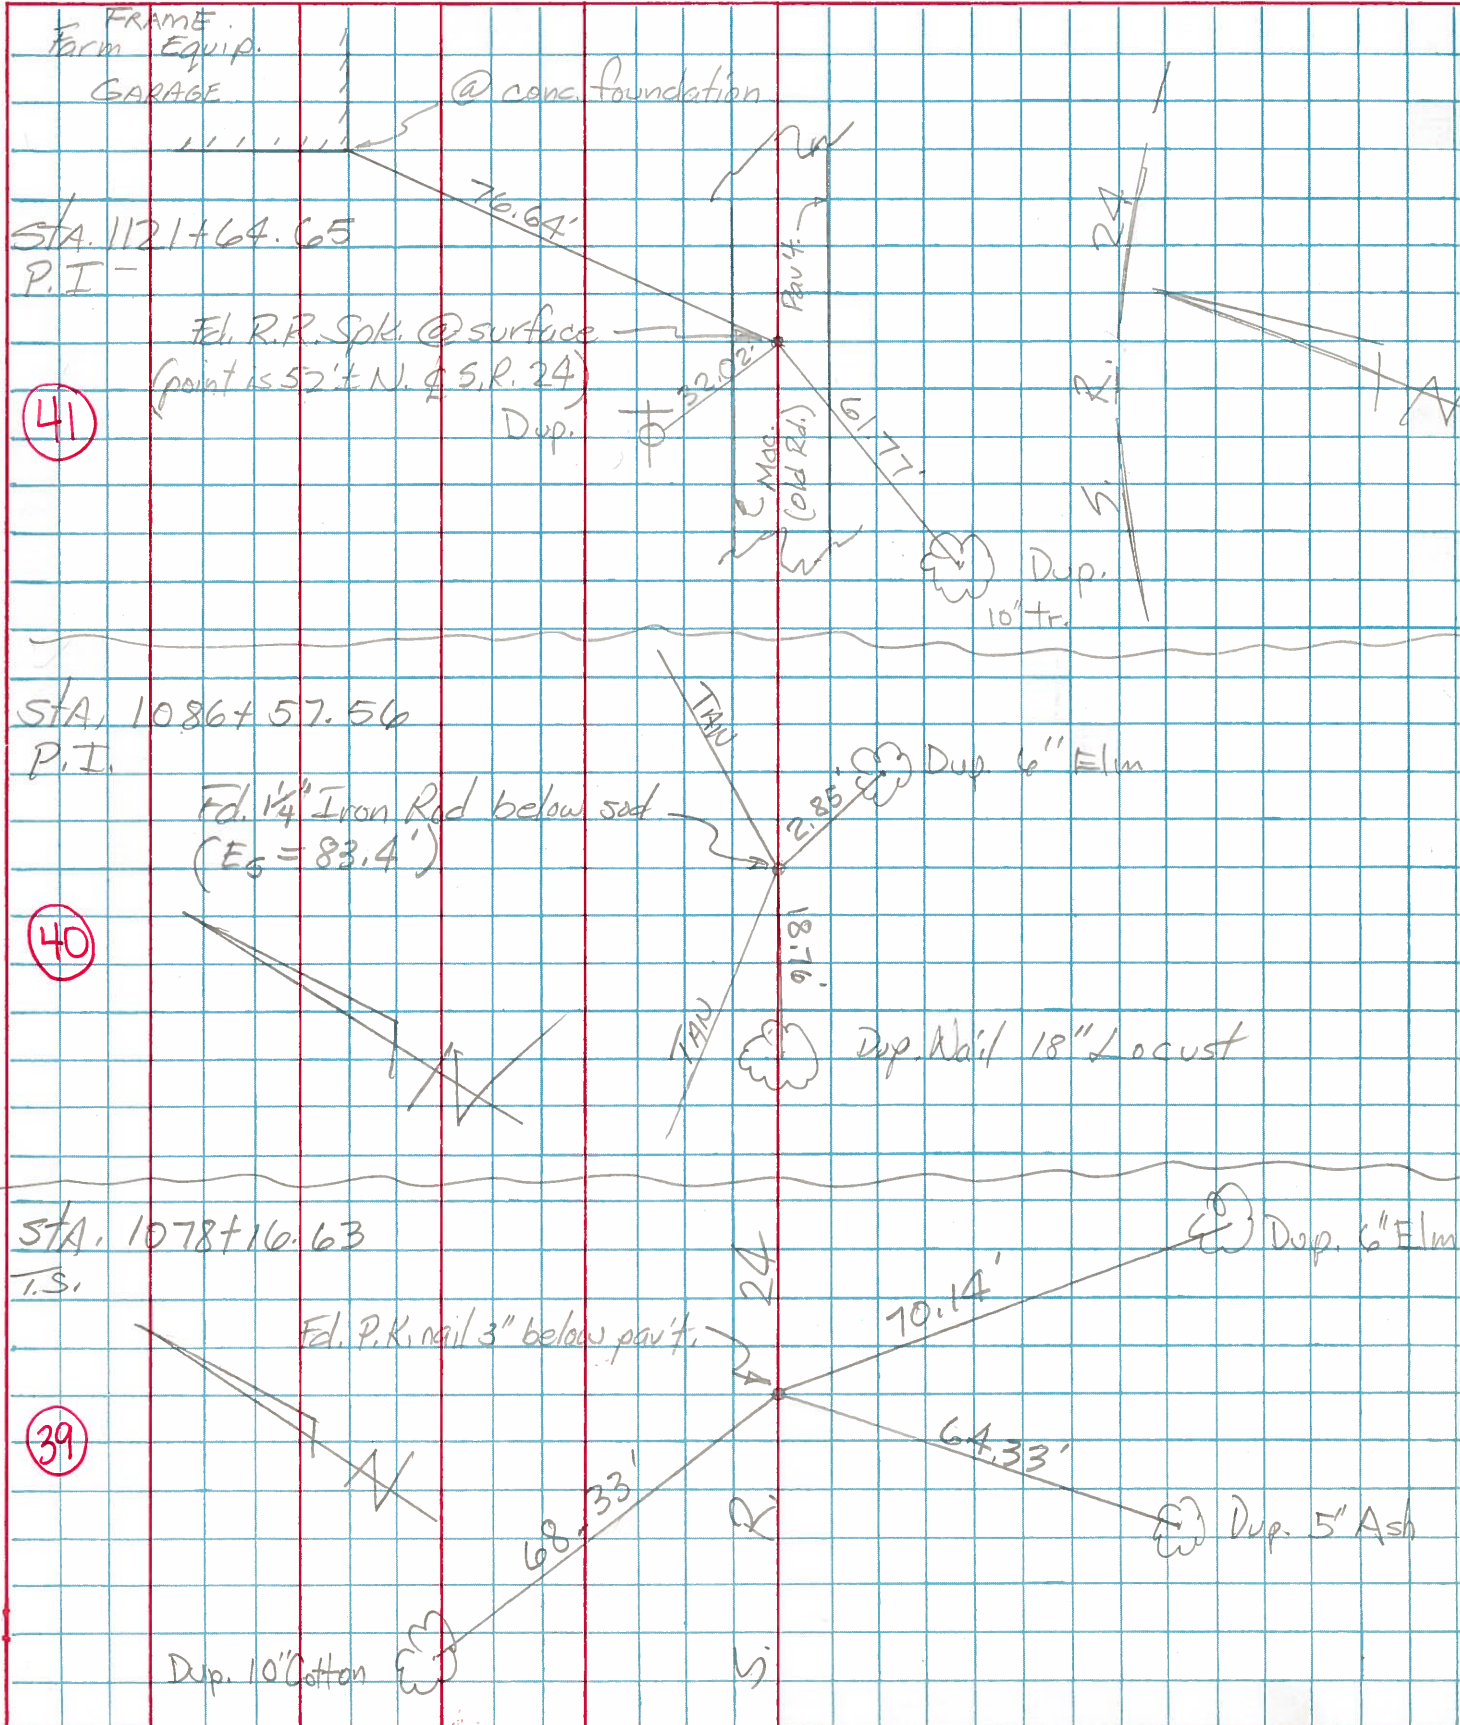 FRAME
Farm Equip.
GARAGE
@ conc. foundation
76.64'
STA. 1121+64.65
P.I.
Fd. R.R. Spk. @ surface
(point is 52'± N. ₵ S.R. 24)
41
Dup.
32.02'
Pav't.
Mac.
(Old Rd.)
61.77'
Dup.
10" tr.
S. R. 24
N
STA. 1086+57.56
P.I.
TAN
Dup. 6" Elm
2.85'
Fd. 1¼" Iron Rod below sod
(Es = 83.4')
40
18.76'
TAN
N
Dup. Nail 18" Locust
STA. 1078+16.63
T.S.
Dup. 6" Elm
70.14'
Fd. P.K. nail 3" below pav't.
S. R. 24
39
N
64.33'
68.33'
Dup. 5" Ash
Dup. 10" Cotton